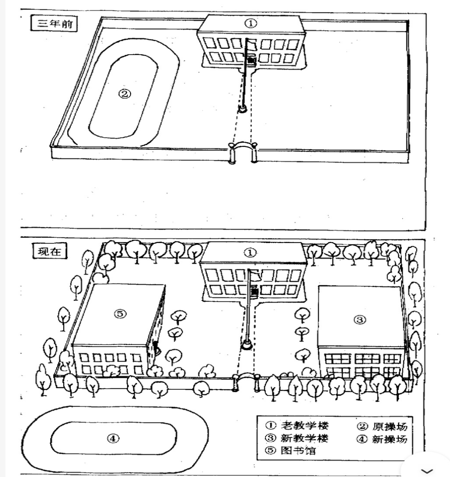 三年前
①
②
现在
①
⑤
③
④
① 老教学楼 ② 原操场
③ 新教学楼 ④ 新操场
⑤ 图书馆